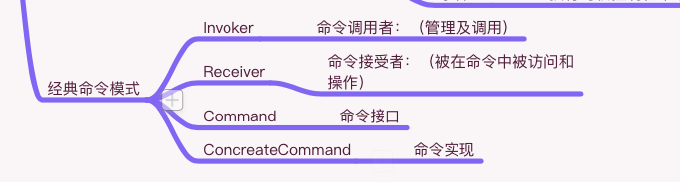 Invoker 命令调用者：（管理及调用）
Receiver 命令接受者：（被在命令中被访问和
操作）
经典命令模式
Command 命令接口
ConcreateCommand 命令实现